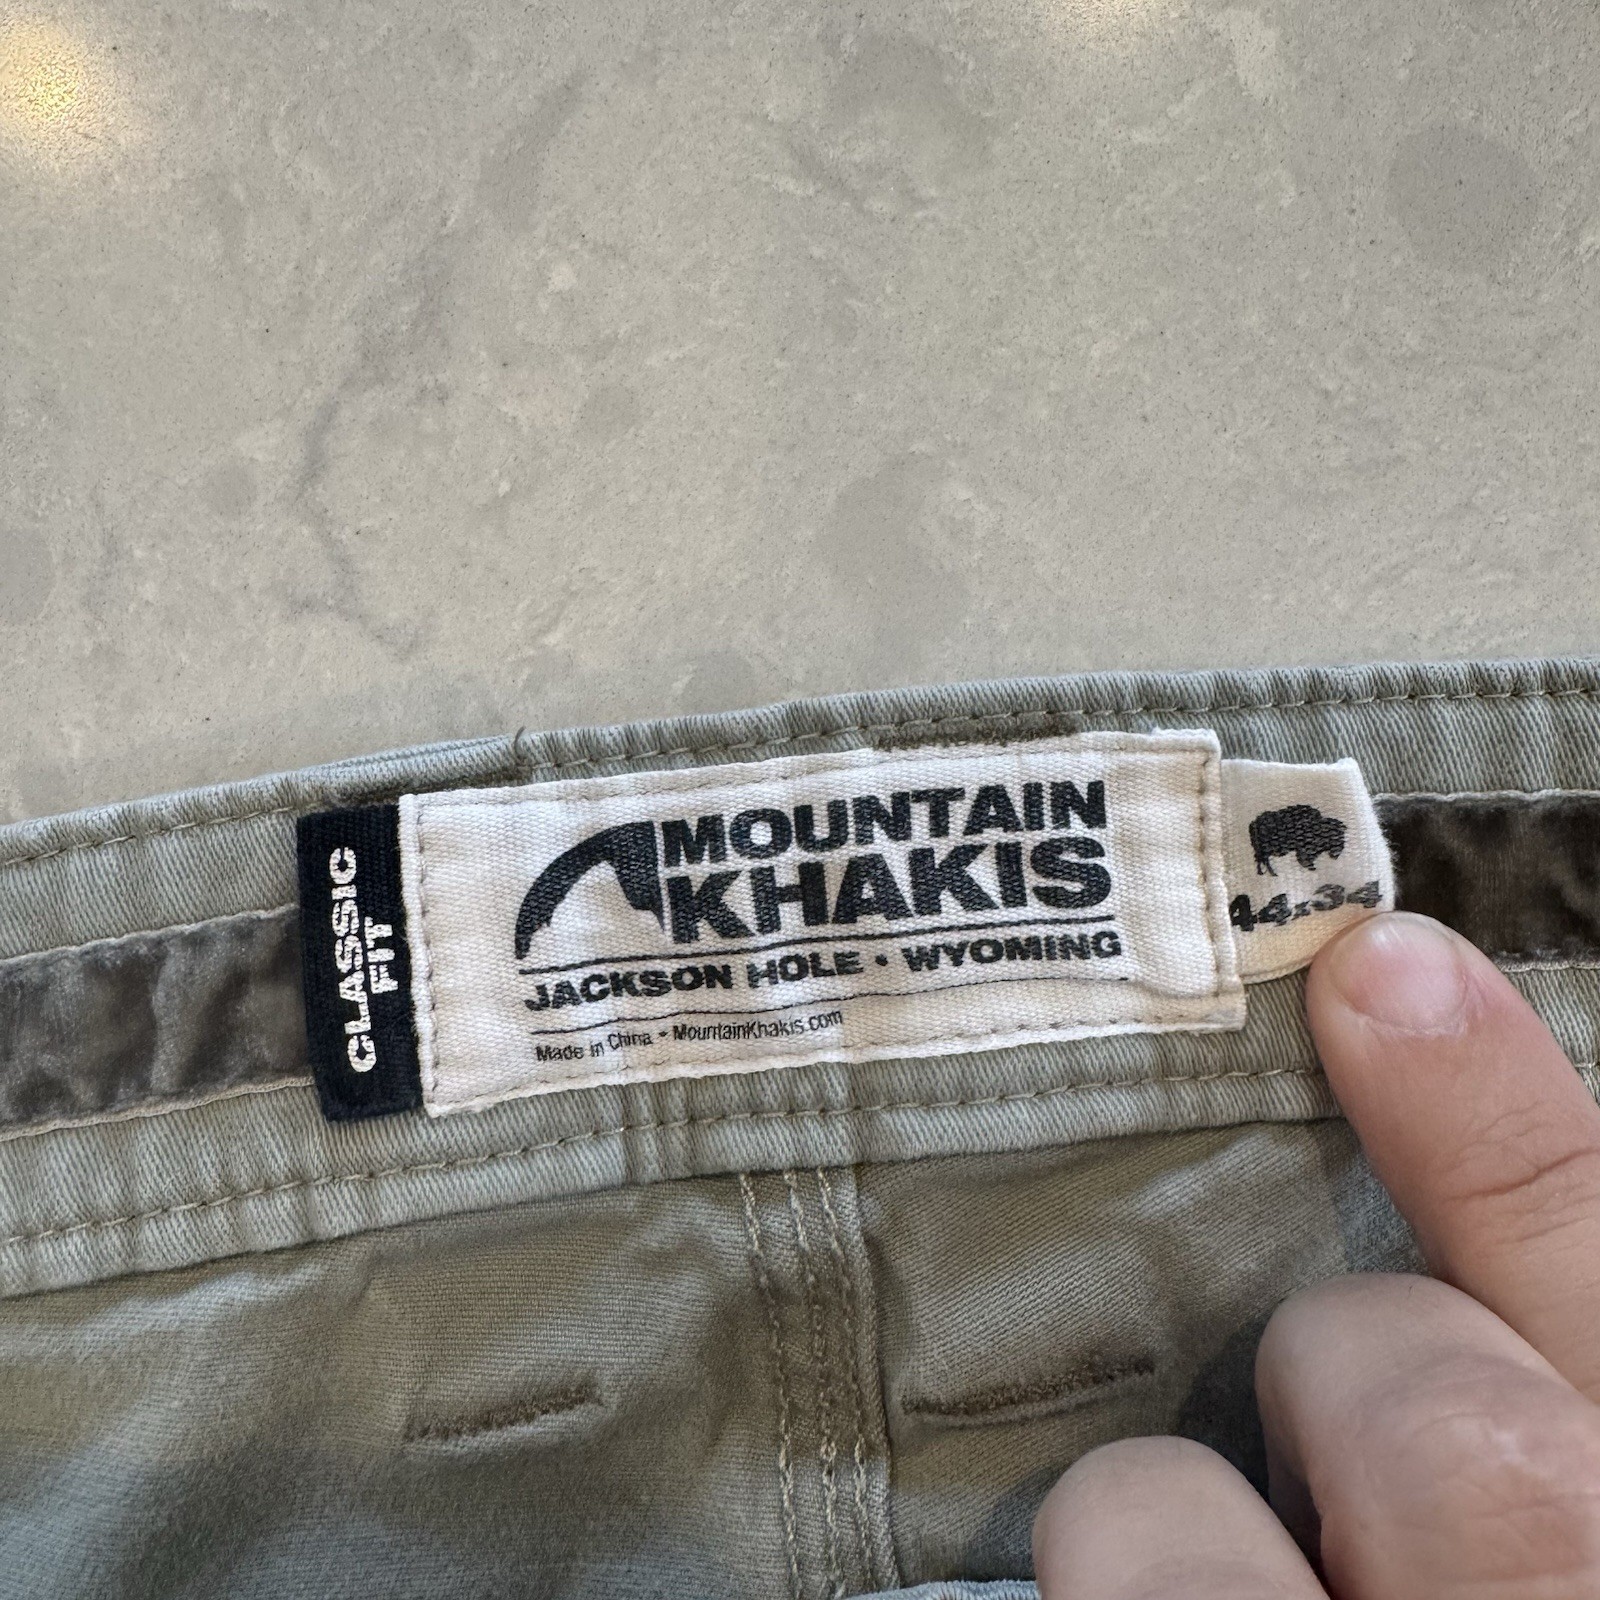 CLASSIC
FIT
MOUNTAIN
KHAKIS
JACKSON HOLE • WYOMING
Made in China • MountainKhakis.com
44x34